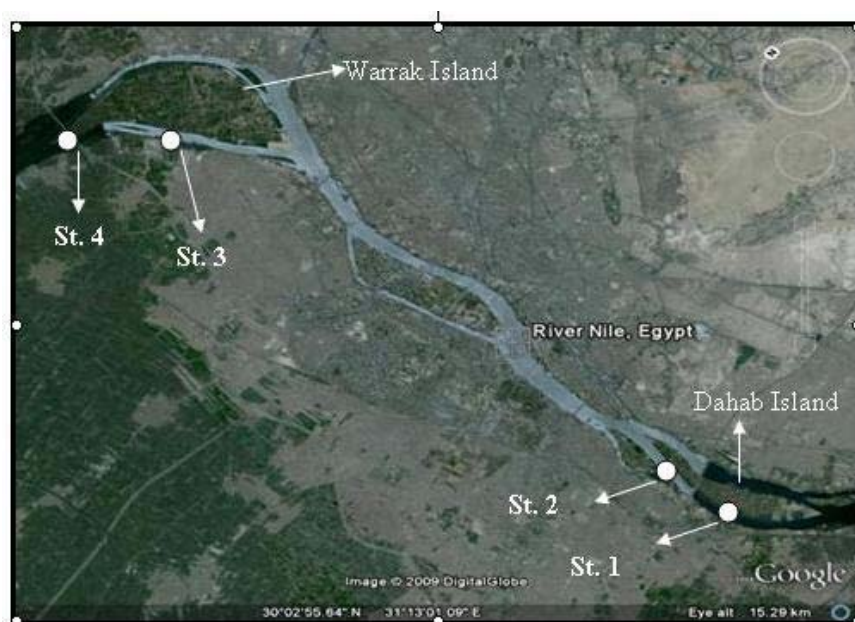 Warrak Island
St. 4
St. 3
River Nile, Egypt
Dahab Island
St. 2
St. 1
Google
Image © 2009 DigitalGlobe
30°02'55.64" N 31°13'01.09" E
Eye alt 15.29 km